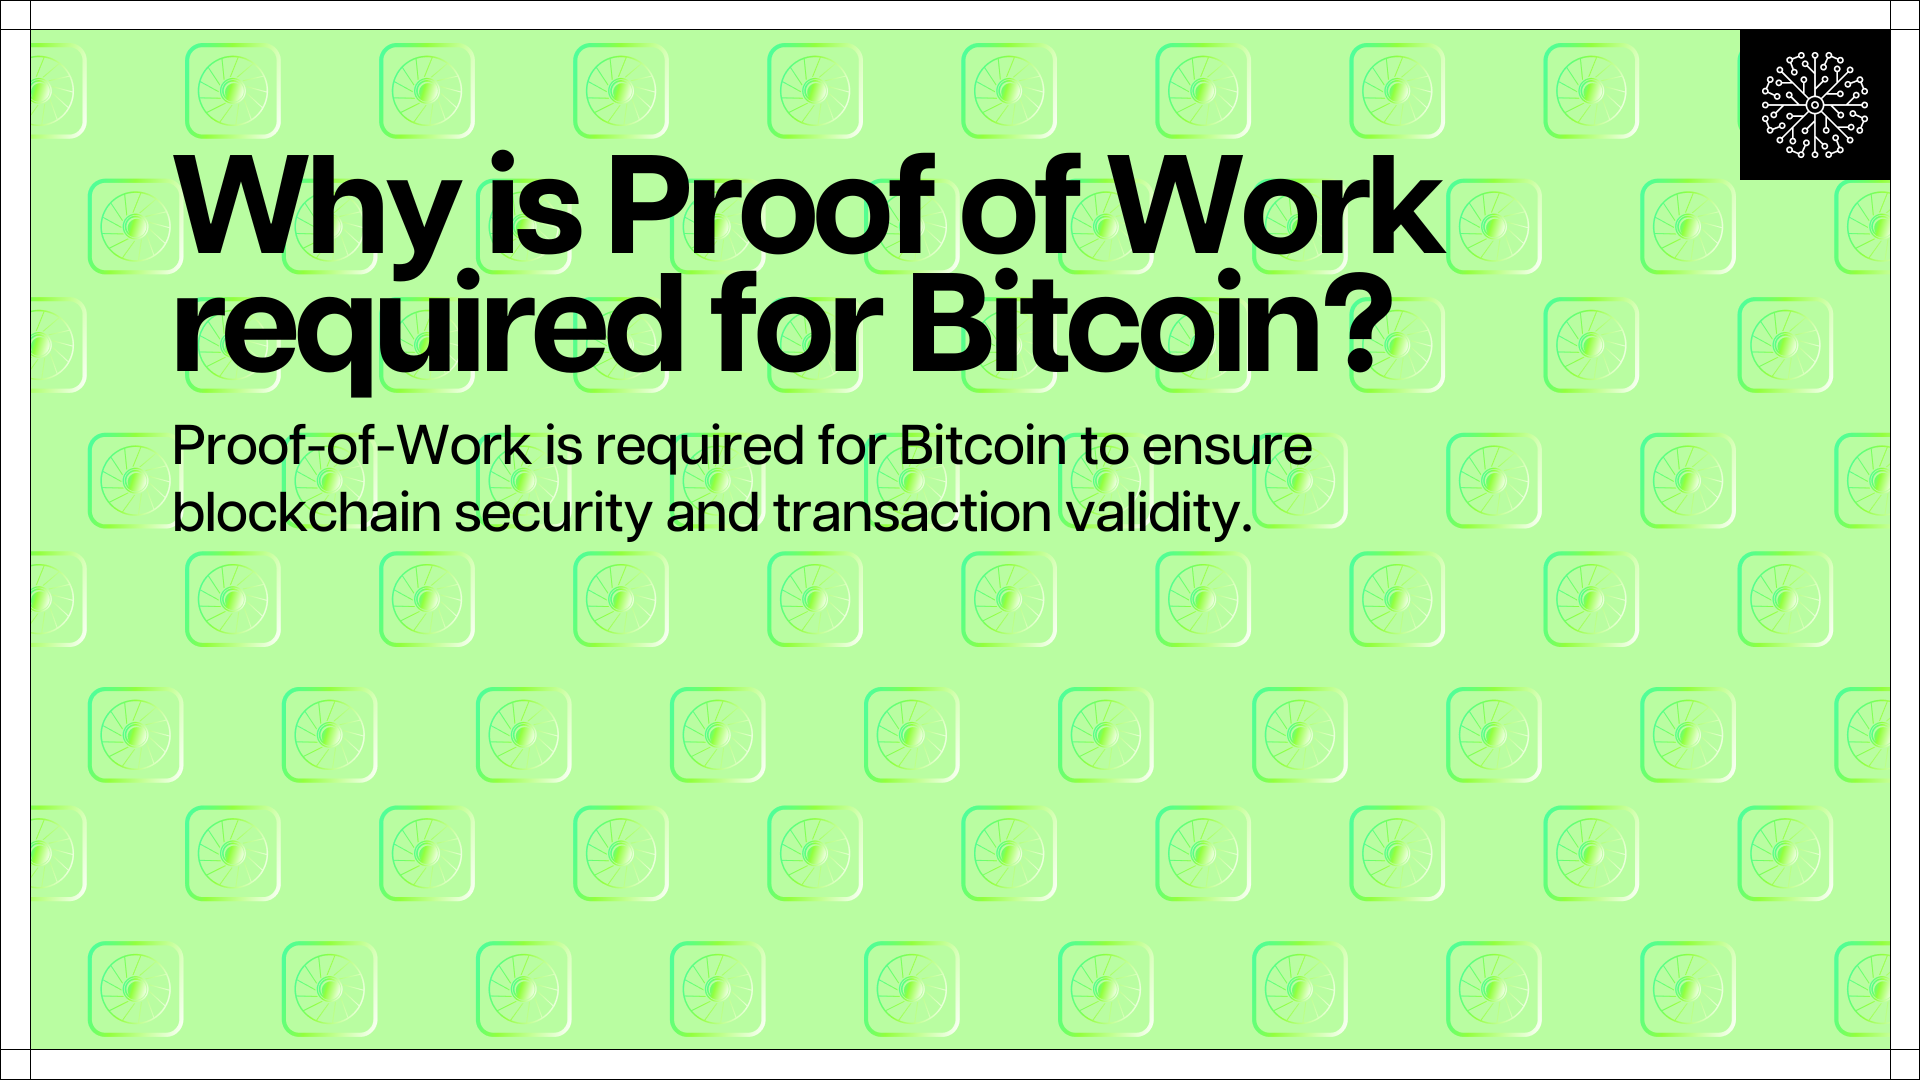 Why is Proof of Work
required for Bitcoin?
Proof-of-Work is required for Bitcoin to ensure
blockchain security and transaction validity.